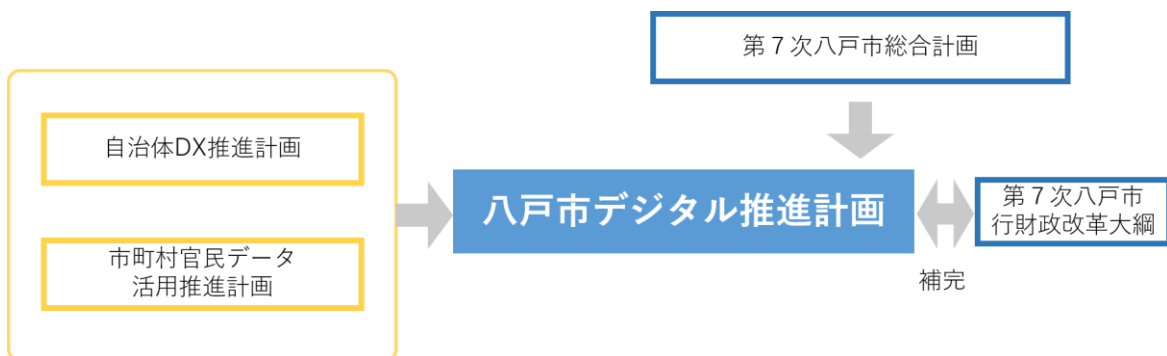 第７次八戸市総合計画
自治体DX推進計画
八戸市デジタル推進計画
第７次八戸市
行財政改革大綱
市町村官民データ
活用推進計画
補完